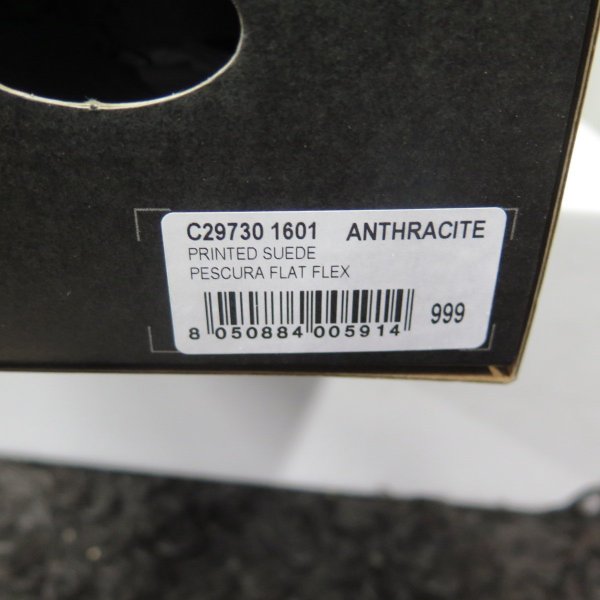 C29730 1601 ANTHRACITE
PRINTED SUEDE
PESCURA FLAT FLEX
8 050884 005914 999